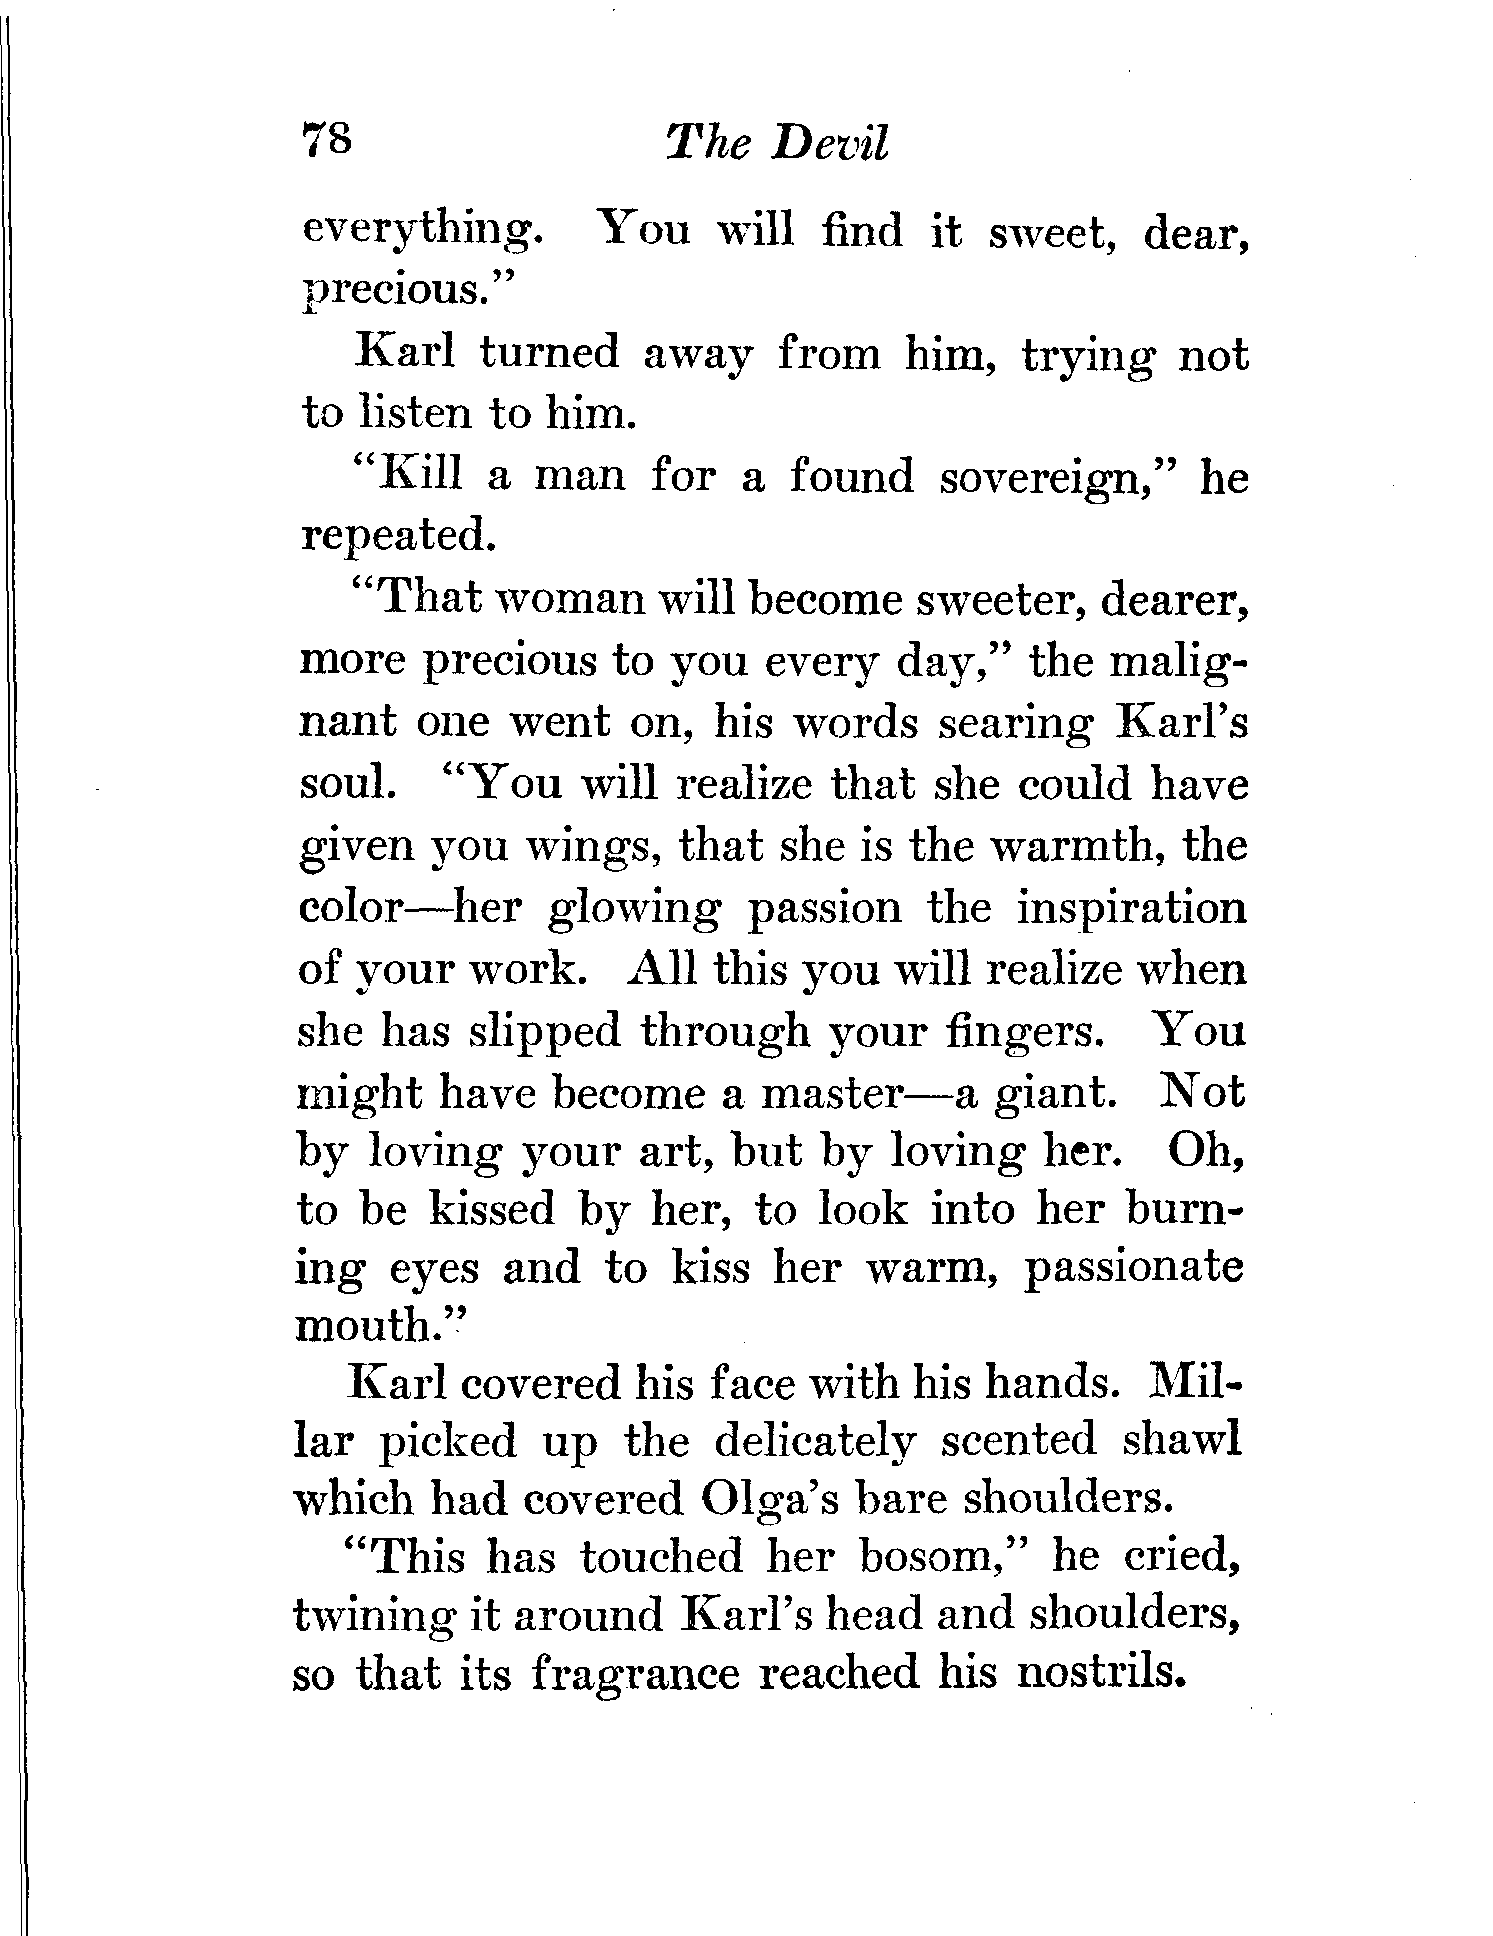 78 The Devil
everything. You will find it sweet, dear,
precious."
Karl turned away from him, trying not
to listen to him.
"Kill a man for a found sovereign," he
repeated.
"That woman will become sweeter, dearer,
more precious to you every day," the malig-
nant one went on, his words searing Karl's
soul. "You will realize that she could have
given you wings, that she is the warmth, the
color—her glowing passion the inspiration
of your work. All this you will realize when
she has slipped through your fingers. You
might have become a master—a giant. Not
by loving your art, but by loving her. Oh,
to be kissed by her, to look into her burn-
ing eyes and to kiss her warm, passionate
mouth."
Karl covered his face with his hands. Mil-
lar picked up the delicately scented shawl
which had covered Olga's bare shoulders.
"This has touched her bosom," he cried,
twining it around Karl's head and shoulders,
so that its fragrance reached his nostrils.